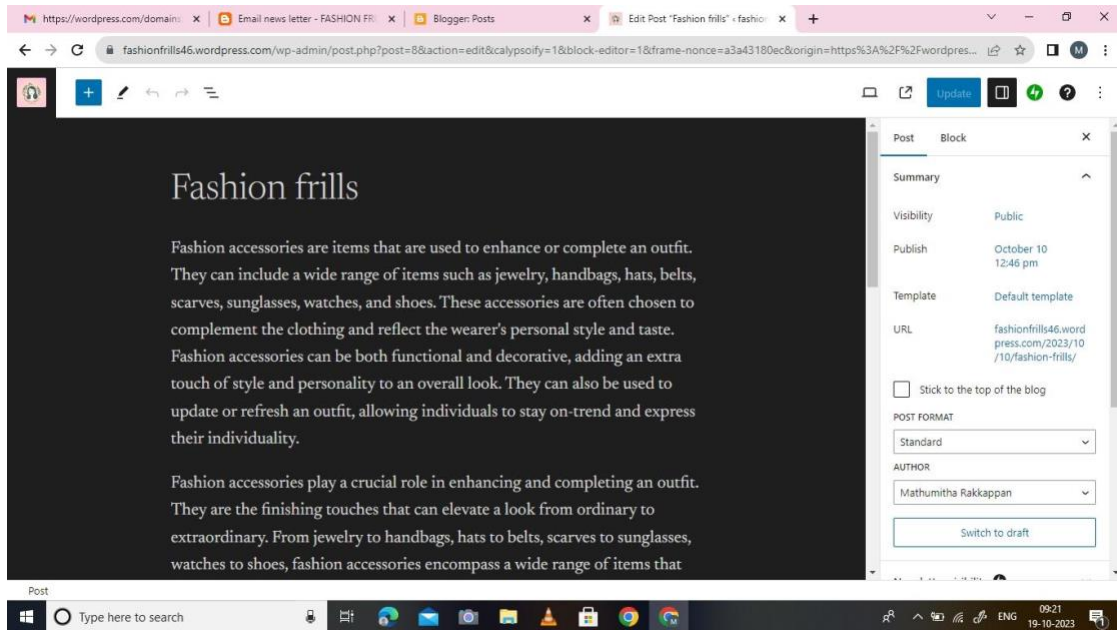 https://wordpress.com/domains
Email news letter - FASHION FR
Blogger: Posts
Edit Post "Fashion frills" ‹ fashion
fashionfrills46.wordpress.com/wp-admin/post.php?post=8&action=edit&calypsoify=1&block-editor=1&frame-nonce=a3a43180ec&origin=https%3A%2F%2Fwordpres...
M
Update
Post Block
Fashion frills
Fashion accessories are items that are used to enhance or complete an outfit.
They can include a wide range of items such as jewelry, handbags, hats, belts,
scarves, sunglasses, watches, and shoes. These accessories are often chosen to
complement the clothing and reflect the wearer's personal style and taste.
Fashion accessories can be both functional and decorative, adding an extra
touch of style and personality to an overall look. They can also be used to
update or refresh an outfit, allowing individuals to stay on-trend and express
their individuality.
Fashion accessories play a crucial role in enhancing and completing an outfit.
They are the finishing touches that can elevate a look from ordinary to
extraordinary. From jewelry to handbags, hats to belts, scarves to sunglasses,
watches to shoes, fashion accessories encompass a wide range of items that
Summary
Visibility Public
Publish October 10
12:46 pm
Template Default template
URL fashionfrills46.word
press.com/2023/10
/10/fashion-frills/
Stick to the top of the blog
POST FORMAT
Standard
AUTHOR
Mathumitha Rakkappan
Switch to draft
Post
Type here to search
ENG
09:21
19-10-2023